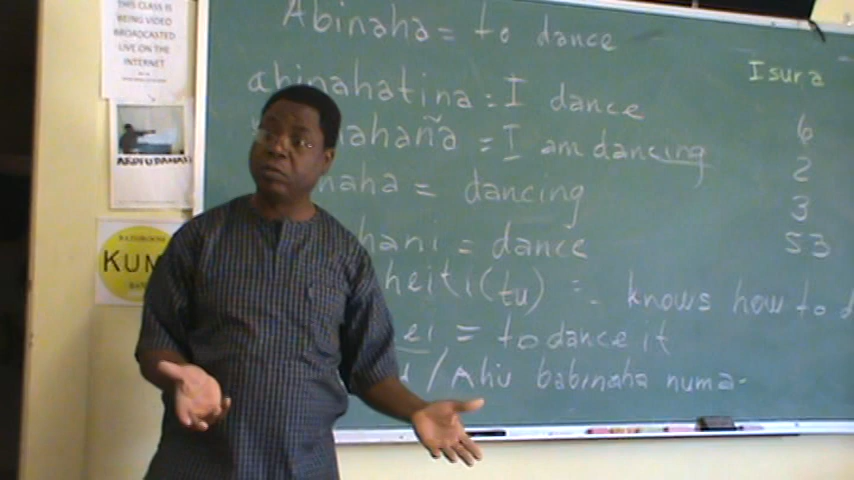 THIS CLASS IS
BEING VIDEO
BROADCASTED
LIVE ON THE
INTERNET
KUM
Abinaha = to dance
abinahatina : I dance
nahaña = I am dancing
naha = dancing
hani = dance
heiti (tu) = knows how to d
ei = to dance it
/ Ahü babinaha numa-
Isura
6
2
3
53